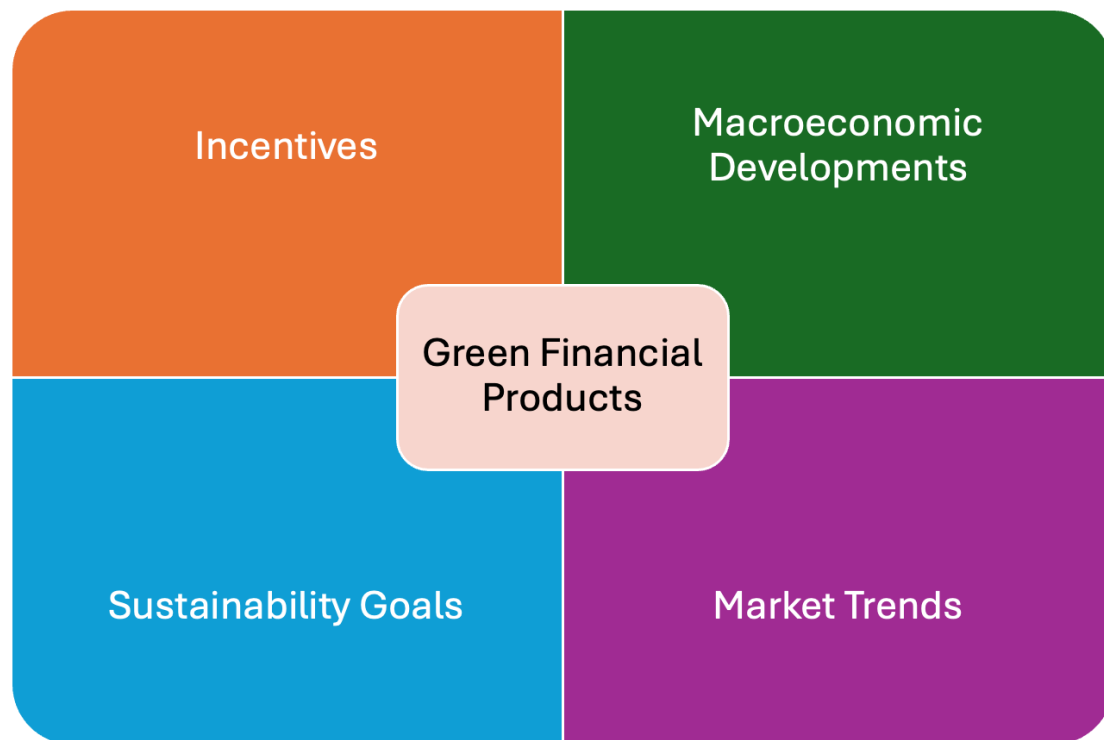 Incentives
Macroeconomic
Developments
Green Financial
Products
Sustainability Goals
Market Trends